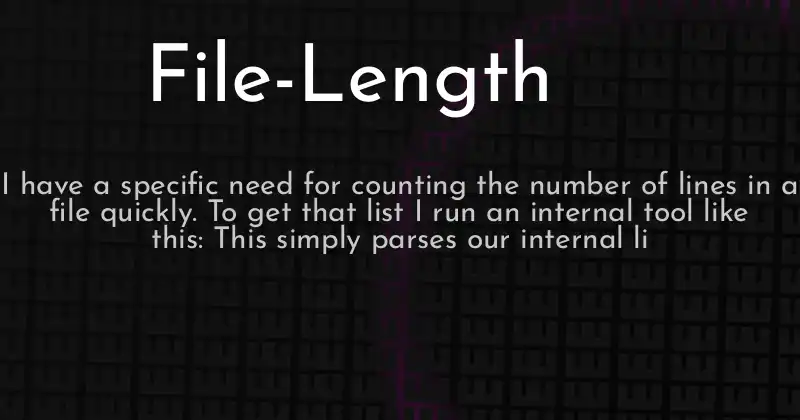 File-Length
I have a specific need for counting the number of lines in a
file quickly. To get that list I run an internal tool like
this: This simply parses our internal li